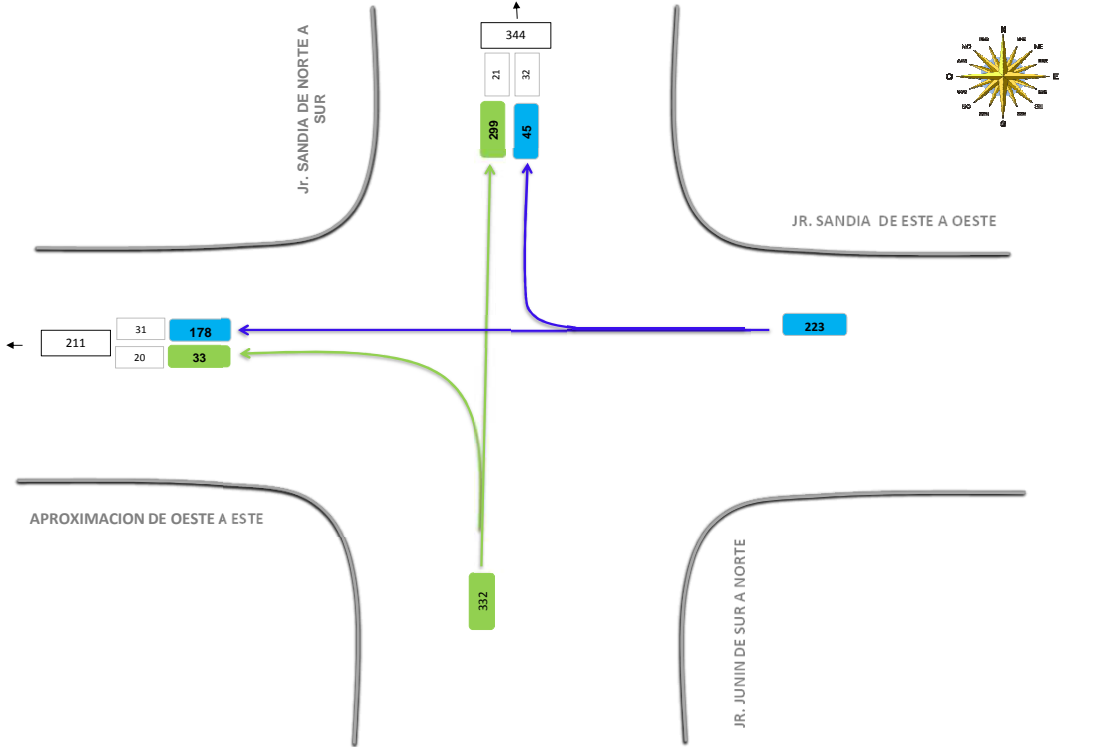 344
21
32
299
45
Jr. SANDIA DE NORTE A
SUR
N
NO
NE
O
E
SO
SE
JR. SANDIA DE ESTE A OESTE
31
178
223
211
20
33
APROXIMACION DE OESTE A ESTE
332
JR. JUNIN DE SUR A NORTE